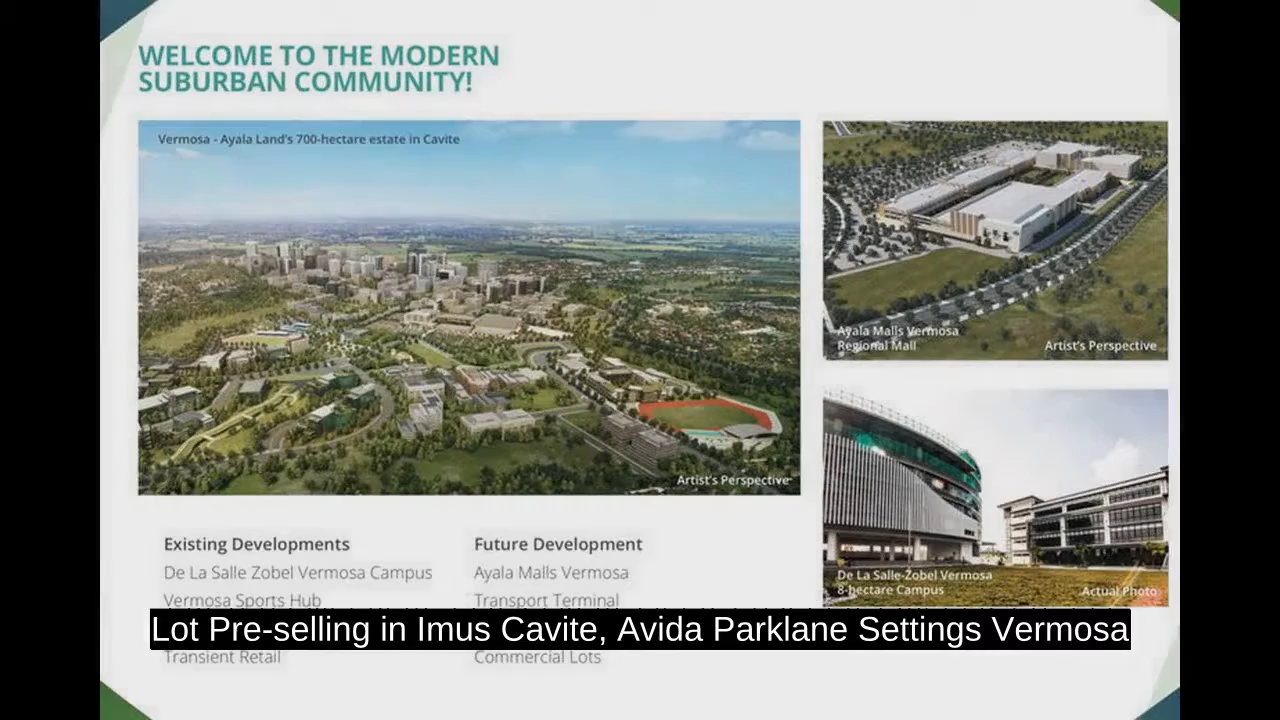 WELCOME TO THE MODERN
SUBURBAN COMMUNITY!
Vermosa - Ayala Land's 700-hectare estate in Cavite
Artist's Perspective
Ayala Malls Vermosa
Regional Mall
Artist's Perspective
De La Salle-Zobel Vermosa
8-hectare Campus
Actual Photo
Existing Developments
De La Salle Zobel Vermosa Campus
Vermosa Sports Hub
Transient Retail
Future Development
Ayala Malls Vermosa
Transport Terminal
Commercial Lots
Lot Pre-selling in Imus Cavite, Avida Parklane Settings Vermosa